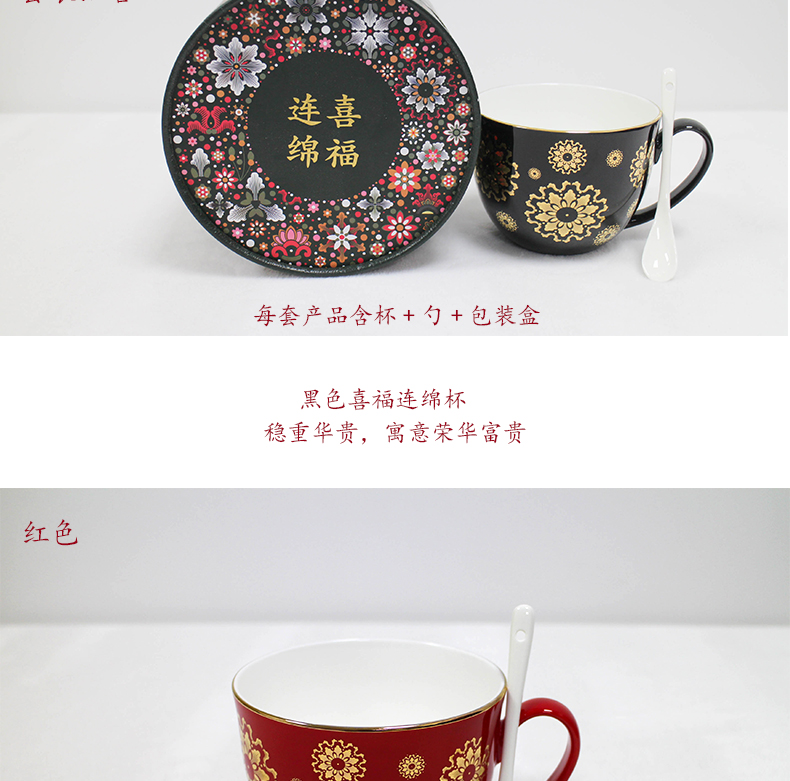 连喜
绵福
每套产品含杯＋勺＋包装盒
黑色喜福连绵杯
稳重华贵，寓意荣华富贵
红色